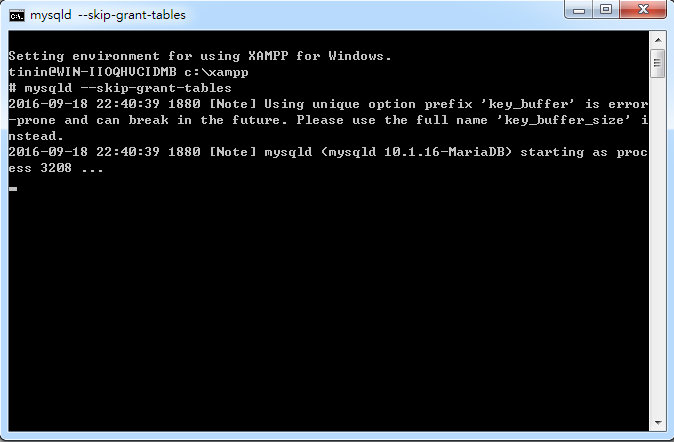 mysqld --skip-grant-tables
Setting environment for using XAMPP for Windows.
tinin@WIN-IIOQHVCIDMB c:\xampp
# mysqld --skip-grant-tables
2016-09-18 22:40:39 1880 [Note] Using unique option prefix 'key_buffer' is error
-prone and can break in the future. Please use the full name 'key_buffer_size' i
nstead.
2016-09-18 22:40:39 1880 [Note] mysqld (mysqld 10.1.16-MariaDB) starting as proc
ess 3208 ...